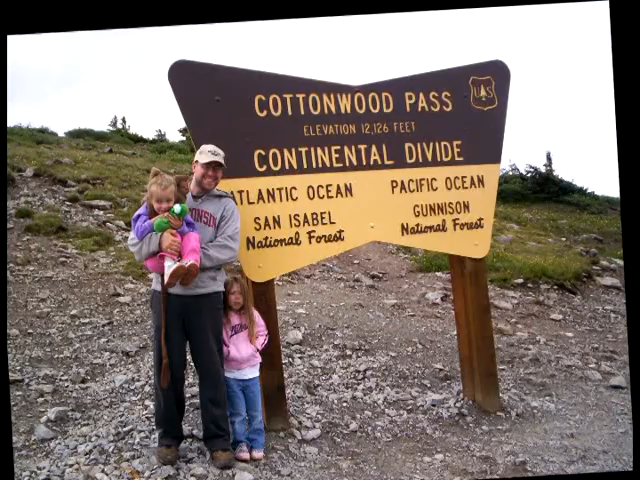 COTTONWOOD PASS
U S
ELEVATION 12,126 FEET
CONTINENTAL DIVIDE
ATLANTIC OCEAN
SAN ISABEL
National Forest
PACIFIC OCEAN
GUNNISON
National Forest